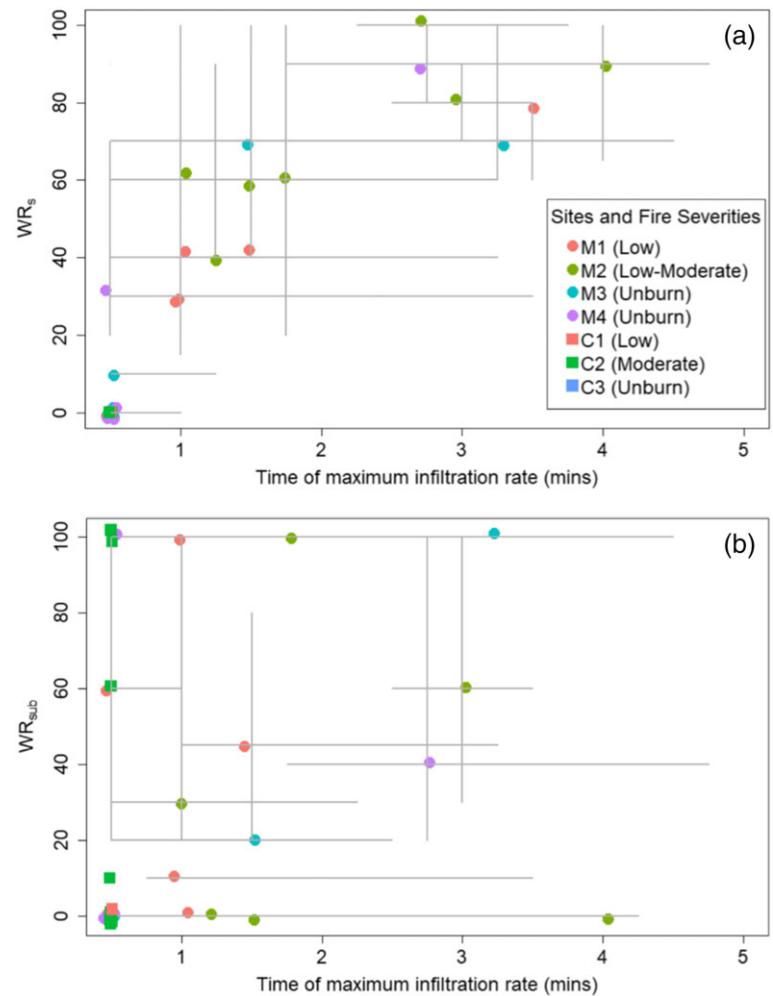 (a)
100
80
60
40
20
0
WRs
1 2 3 4 5
Time of maximum infiltration rate (mins)
Sites and Fire Severities
M1 (Low)
M2 (Low-Moderate)
M3 (Unburn)
M4 (Unburn)
C1 (Low)
C2 (Moderate)
C3 (Unburn)
(b)
100
80
60
40
20
0
WRsub
1 2 3 4 5
Time of maximum infiltration rate (mins)